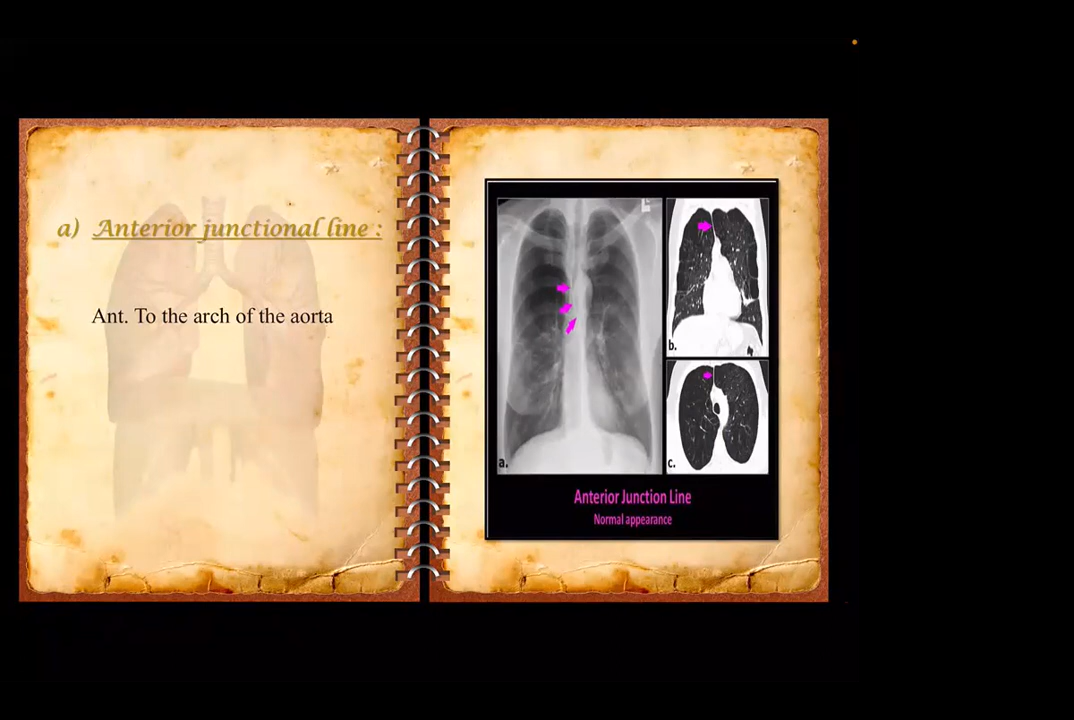 a) Anterior junctional line :
Ant. To the arch of the aorta
L
a.
b.
c.
Anterior Junction Line
Normal appearance